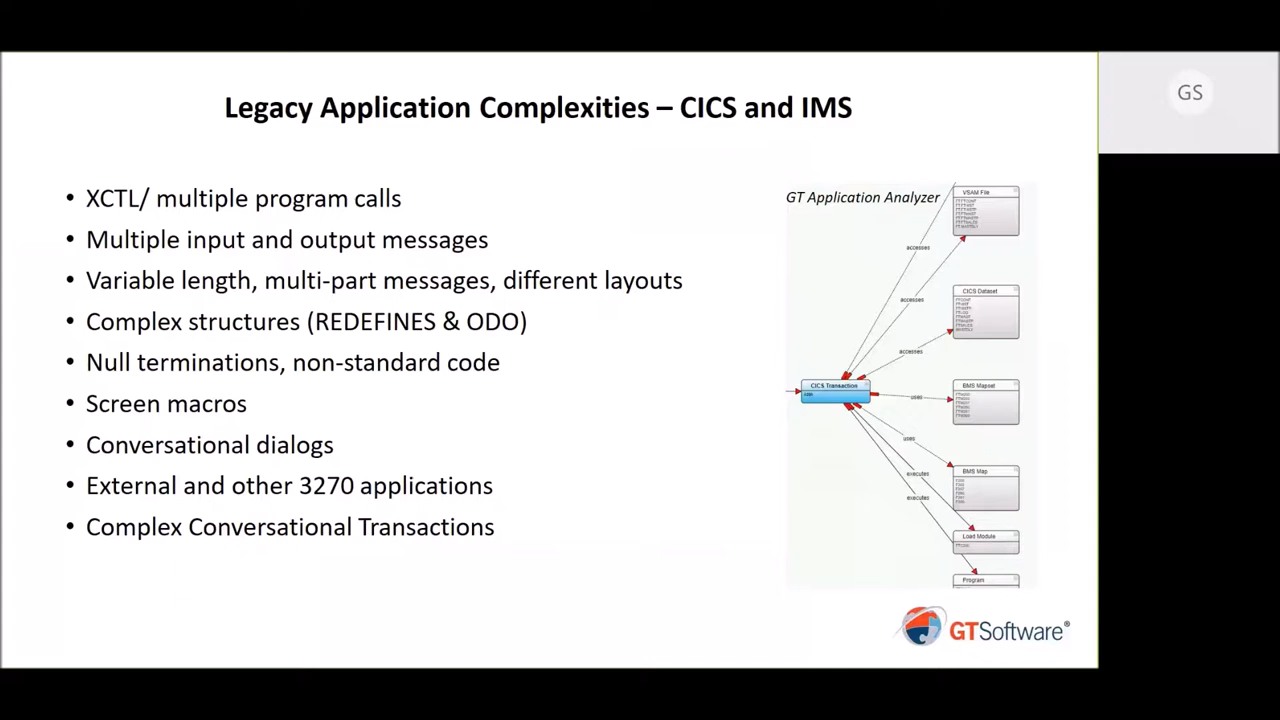 Legacy Application Complexities – CICS and IMS
GS
• XCTL/ multiple program calls
• Multiple input and output messages
• Variable length, multi-part messages, different layouts
• Complex structures (REDEFINES & ODO)
• Null terminations, non-standard code
• Screen macros
• Conversational dialogs
• External and other 3270 applications
• Complex Conversational Transactions
GT Application Analyzer
VSAM File
accesses
CICS Dataset
accesses
accesses
CICS Transaction
BMS Mapset
uses
uses
BMS Map
executes
executes
Load Module
Program
GTSoftware®